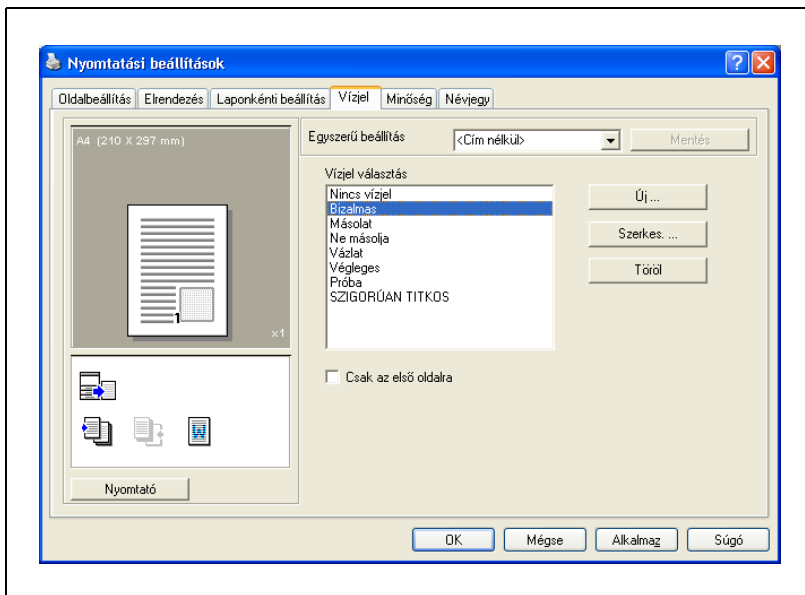 Nyomtatási beállítások
Oldalbeállítás Elrendezés Laponkénti beállítás Vízjel Minőség Névjegy
A4 (210 X 297 mm)
1
x1
Nyomtató
Egyszerű beállítás <Cím nélkül> Mentés
Vízjel választás
Nincs vízjel
Bizalmas
Másolat
Ne másolja
Vázlat
Végleges
Próba
SZIGORÚAN TITKOS
Új ...
Szerkes. ...
Töröl
Csak az első oldalra
OK Mégse Alkalmaz Súgó